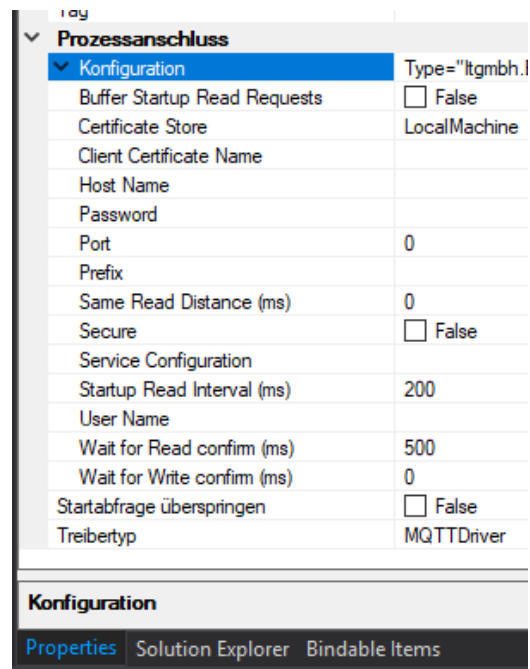 Tag
Prozessanschluss
Konfiguration Type="Itgmbh.E
Buffer Startup Read Requests False
Certificate Store LocalMachine
Client Certificate Name
Host Name
Password
Port 0
Prefix
Same Read Distance (ms) 0
Secure False
Service Configuration
Startup Read Interval (ms) 200
User Name
Wait for Read confirm (ms) 500
Wait for Write confirm (ms) 0
Startabfrage überspringen False
Treibertyp MQTTDriver
Konfiguration
Properties Solution Explorer Bindable Items